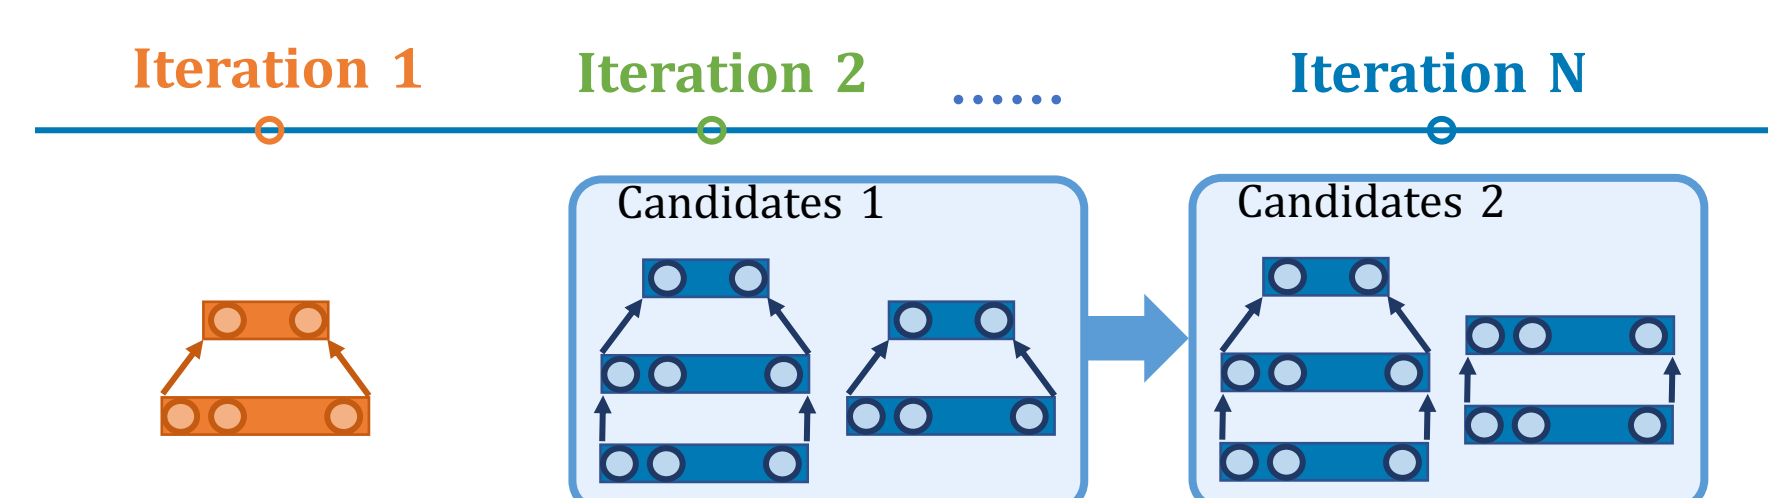 Iteration 1
Iteration 2
......
Iteration N
Candidates 1
Candidates 2